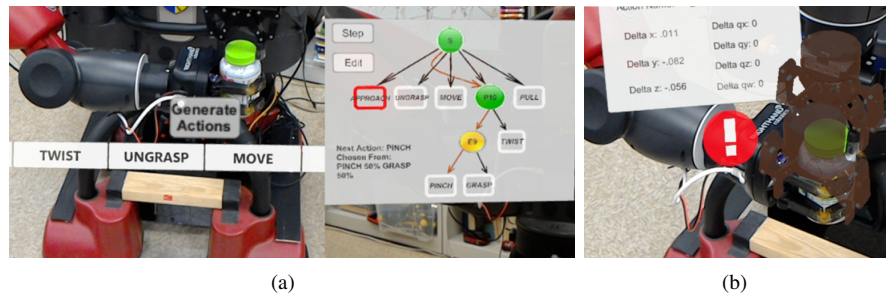 Generate
Actions
TWIST
UNGRASP
MOVE
Step
Edit
S
APPROACH
UNGRASP
MOVE
P10
PULL
E9
TWIST
Next Action: PINCH
Chosen From:
PINCH 50% GRASP
50%
PINCH
GRASP
(a)
Delta x: .011
Delta qx: 0
Delta qy: 0
Delta y: -.082
Delta qz: 0
Delta z: -.056
Delta qw: 0
(b)